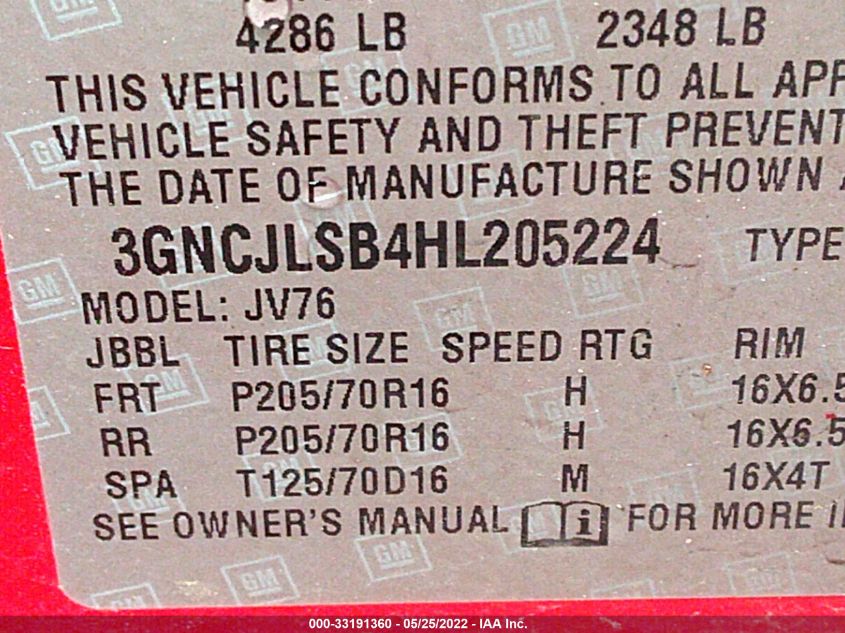 4286 LB 2348 LB
THIS VEHICLE CONFORMS TO ALL APP
VEHICLE SAFETY AND THEFT PREVENT
THE DATE OF MANUFACTURE SHOWN A
3GNCJLSB4HL205224 TYPE
MODEL: JV76
JBBL TIRE SIZE SPEED RTG RIM
FRT P205/70R16 H 16X6.5
RR P205/70R16 H 16X6.5
SPA T125/70D16 M 16X4T
SEE OWNER'S MANUAL i FOR MORE I
GM
000-33191360 - 05/25/2022 - IAA Inc.